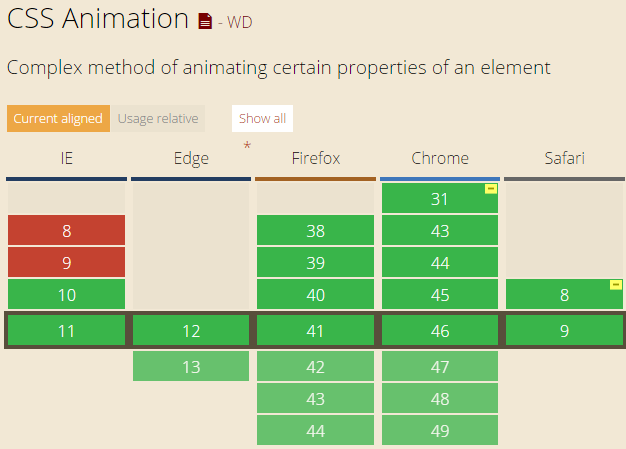 CSS Animation - WD
Complex method of animating certain properties of an element
Current aligned Usage relative Show all
IE Edge * Firefox Chrome Safari
31 -
8 38 43
9 39 44
10 40 45 8 -
11 12 41 46 9
13 42 47
43 48
44 49